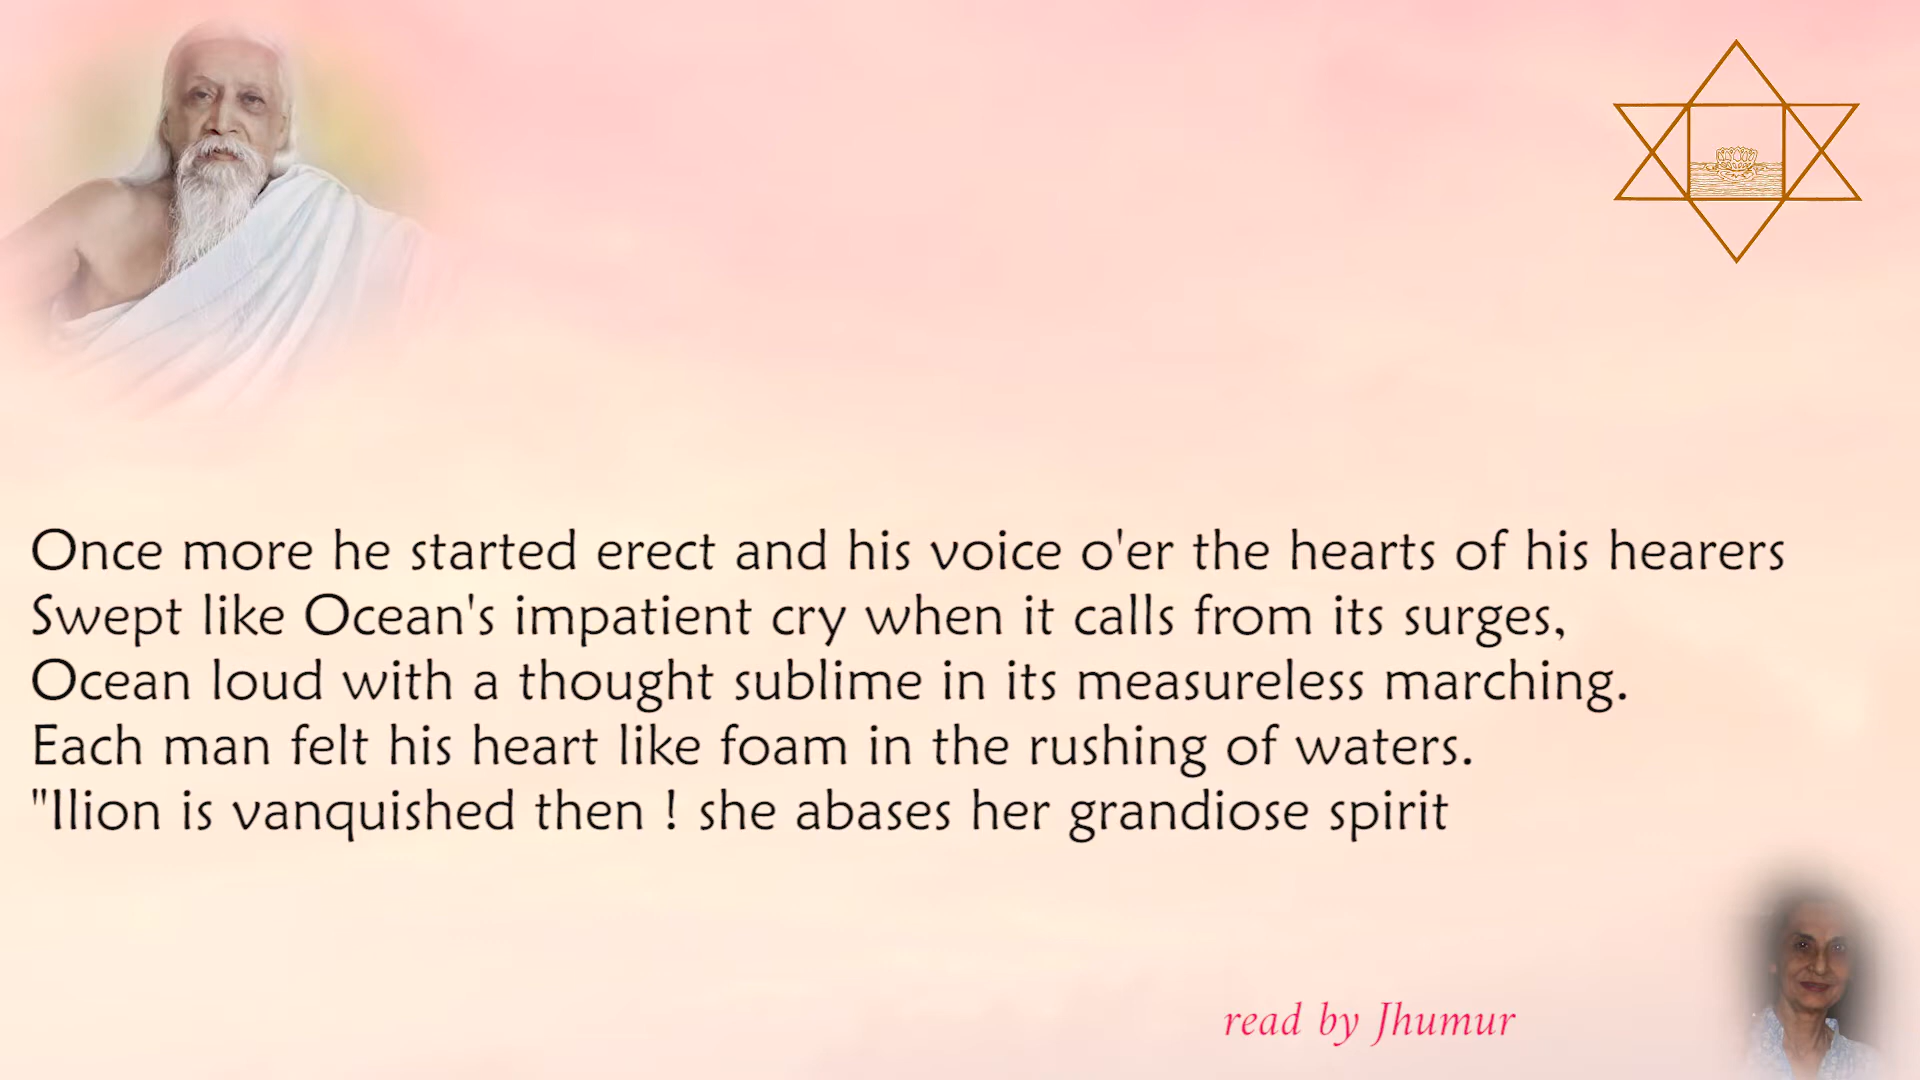 Once more he started erect and his voice o'er the hearts of his hearers
Swept like Ocean's impatient cry when it calls from its surges,
Ocean loud with a thought sublime in its measureless marching.
Each man felt his heart like foam in the rushing of waters.
"Ilion is vanquished then ! she abases her grandiose spirit
read by Jhumur